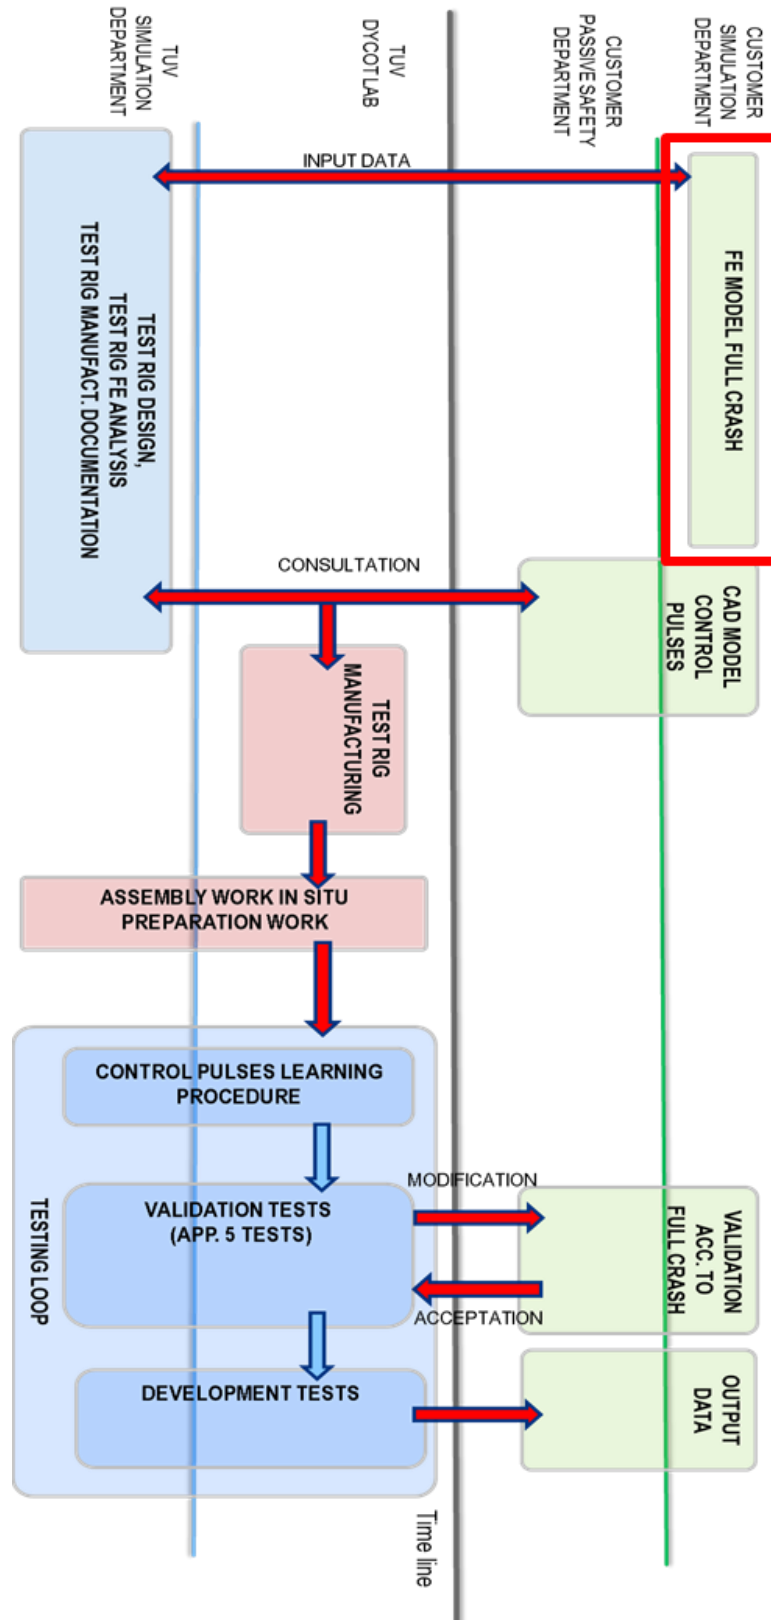 TUV
SIMULATION
DEPARTMENT
TUV
DYCOT LAB
CUSTOMER
PASSIVE SAFETY
DEPARTMENT
CUSTOMER
SIMULATION
DEPARTMENT
INPUT DATA
TEST RIG DESIGN,
TEST RIG FE ANALYSIS
TEST RIG MANUFACT. DOCUMENTATION
FE MODEL FULL CRASH
CONSULTATION
CAD MODEL
CONTROL
PULSES
TEST RIG
MANUFACTURING
ASSEMBLY WORK IN SITU
PREPARATION WORK
CONTROL PULSES LEARNING
PROCEDURE
MODIFICATION
VALIDATION TESTS
(APP. 5 TESTS)
VALIDATION
ACC. TO
FULL CRASH
TESTING LOOP
ACCEPTATION
DEVELOPMENT TESTS
OUTPUT
DATA
Time line